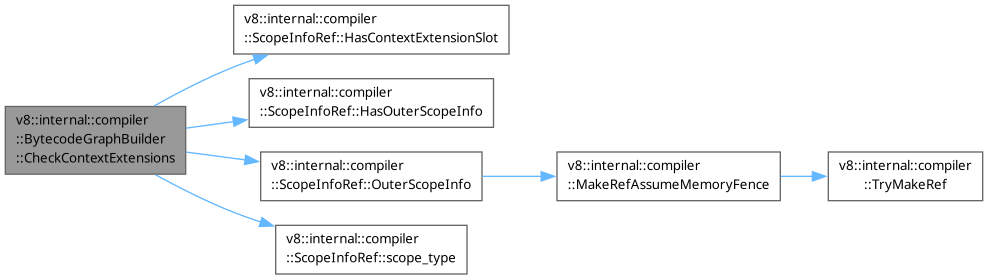 v8::internal::compiler
::BytecodeGraphBuilder
::CheckContextExtensions
v8::internal::compiler
::ScopeInfoRef::HasContextExtensionSlot
v8::internal::compiler
::ScopeInfoRef::HasOuterScopeInfo
v8::internal::compiler
::ScopeInfoRef::OuterScopeInfo
v8::internal::compiler
::MakeRefAssumeMemoryFence
v8::internal::compiler
::TryMakeRef
v8::internal::compiler
::ScopeInfoRef::scope_type